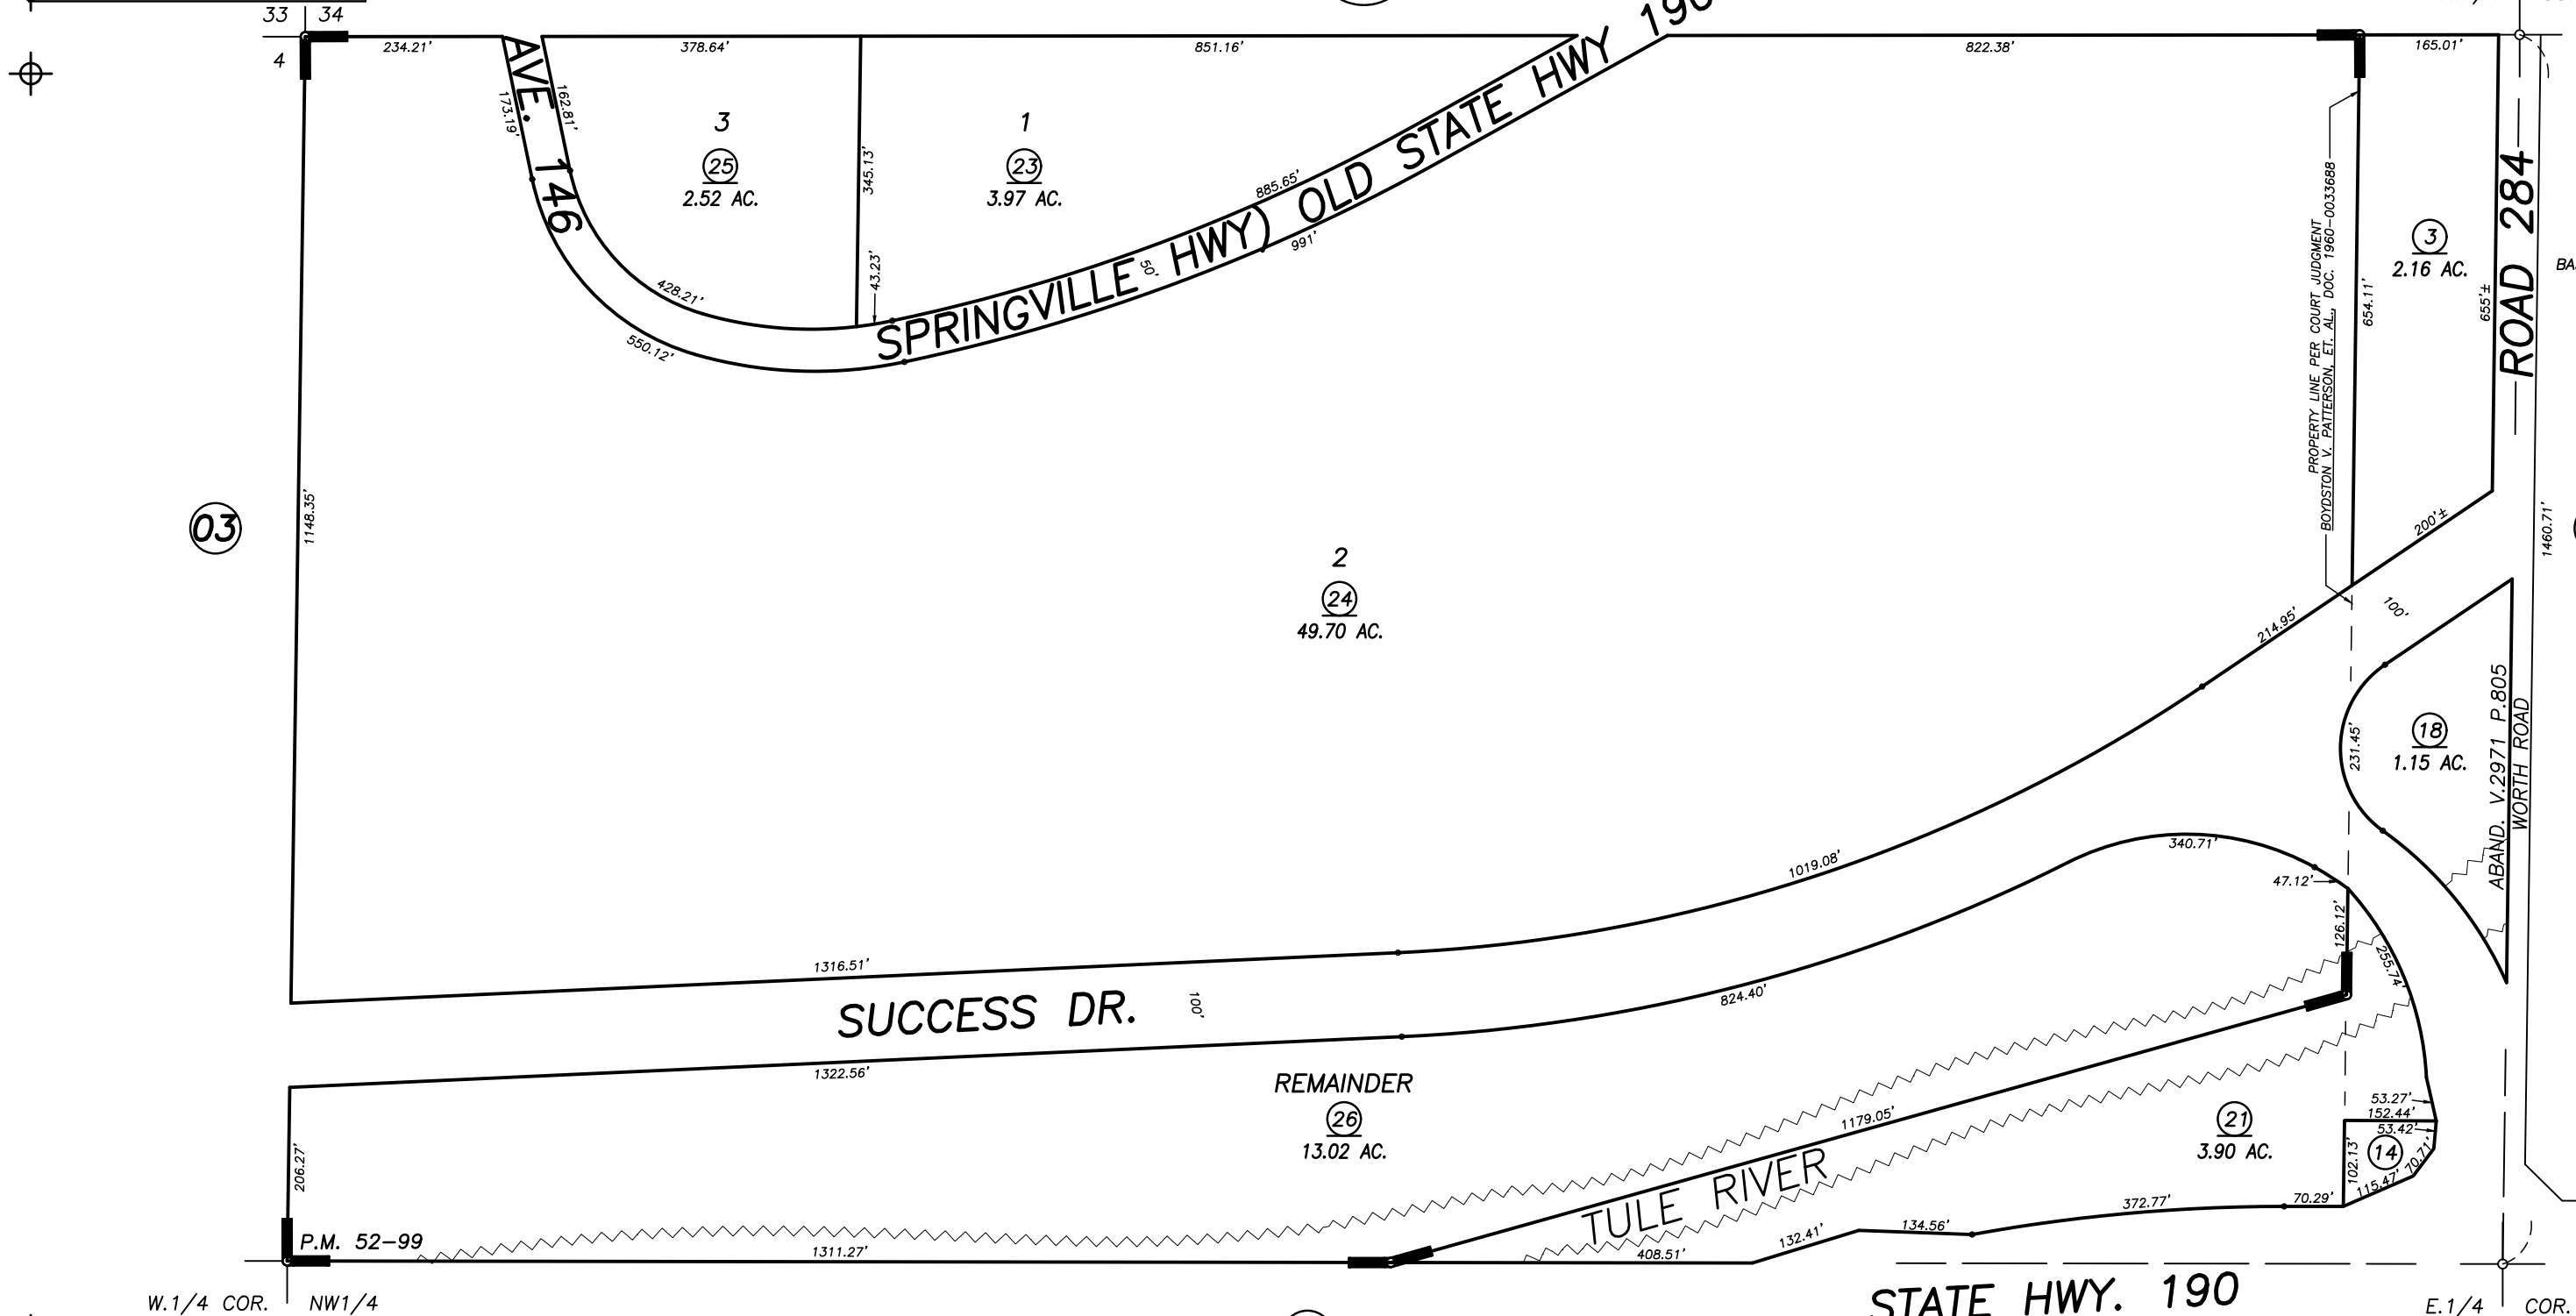 33 34
4
234.21'
378.64'
851.16'
822.38'
165.01'
AVE. 146
173.19'
162.81'
3
25
2.52 AC.
345.13'
43.23'
1
23
3.97 AC.
885.65'
428.21'
550.12'
SPRINGVILLE HWY) OLD STATE HWY 190
50'
991'
PROPERTY LINE PER COURT JUDGMENT
BOYDSTON V. PATTERSON, ET. AL., DOC. 1960-0033688
654.11'
3
2.16 AC.
655'±
ROAD 284
BA
03
1148.35'
2
24
49.70 AC.
200'±
1460.71'
214.95'
100'
231.45'
18
1.15 AC.
ABAND. V.2971 P.805
WORTH ROAD
1316.51'
1019.08'
340.71'
47.12'
126.12'
255.74'
SUCCESS DR.
100'
824.40'
1322.56'
REMAINDER
26
13.02 AC.
206.27'
1179.05'
TULE RIVER
21
3.90 AC.
53.27'
152.44'
53.42'
14
102.13'
115.47'
70.71'
P.M. 52-99
1311.27'
408.51'
132.41'
134.56'
372.77'
70.29'
STATE HWY. 190
W.1/4 COR. NW1/4
E.1/4 COR.